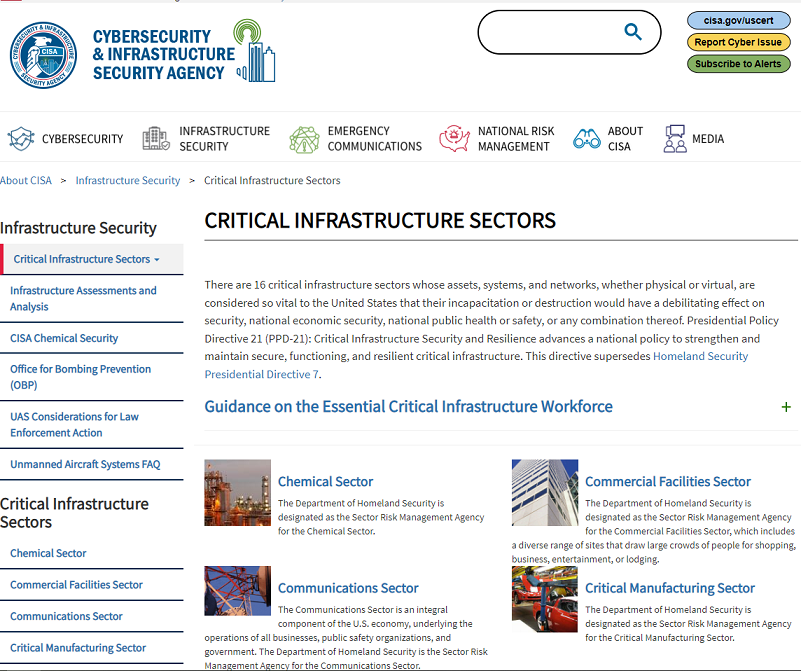 CYBERSECURITY
& INFRASTRUCTURE
SECURITY AGENCY
CYBERSECURITY & INFRASTRUCTURE
CISA
SECURITY AGENCY
cisa.gov/uscert
Report Cyber Issue
Subscribe to Alerts
CYBERSECURITY
INFRASTRUCTURE
SECURITY
EMERGENCY
COMMUNICATIONS
NATIONAL RISK
MANAGEMENT
ABOUT
CISA
MEDIA
About CISA > Infrastructure Security > Critical Infrastructure Sectors
Infrastructure Security
Critical Infrastructure Sectors
Infrastructure Assessments and
Analysis
CISA Chemical Security
Office for Bombing Prevention
(OBP)
UAS Considerations for Law
Enforcement Action
Unmanned Aircraft Systems FAQ
Critical Infrastructure
Sectors
Chemical Sector
Commercial Facilities Sector
Communications Sector
Critical Manufacturing Sector
CRITICAL INFRASTRUCTURE SECTORS
There are 16 critical infrastructure sectors whose assets, systems, and networks, whether physical or virtual, are
considered so vital to the United States that their incapacitation or destruction would have a debilitating effect on
security, national economic security, national public health or safety, or any combination thereof. Presidential Policy
Directive 21 (PPD-21): Critical Infrastructure Security and Resilience advances a national policy to strengthen and
maintain secure, functioning, and resilient critical infrastructure. This directive supersedes Homeland Security
Presidential Directive 7.
Guidance on the Essential Critical Infrastructure Workforce +
Chemical Sector
The Department of Homeland Security is
designated as the Sector Risk Management Agency
for the Chemical Sector.
Commercial Facilities Sector
The Department of Homeland Security is
designated as the Sector Risk Management Agency
for the Commercial Facilities Sector, which includes
a diverse range of sites that draw large crowds of people for shopping,
business, entertainment, or lodging.
Communications Sector
The Communications Sector is an integral
component of the U.S. economy, underlying the
operations of all businesses, public safety organizations, and
government. The Department of Homeland Security is the Sector Risk
Management Agency for the Communications Sector.
Critical Manufacturing Sector
The Department of Homeland Security is
designated as the Sector Risk Management Agency
for the Critical Manufacturing Sector.